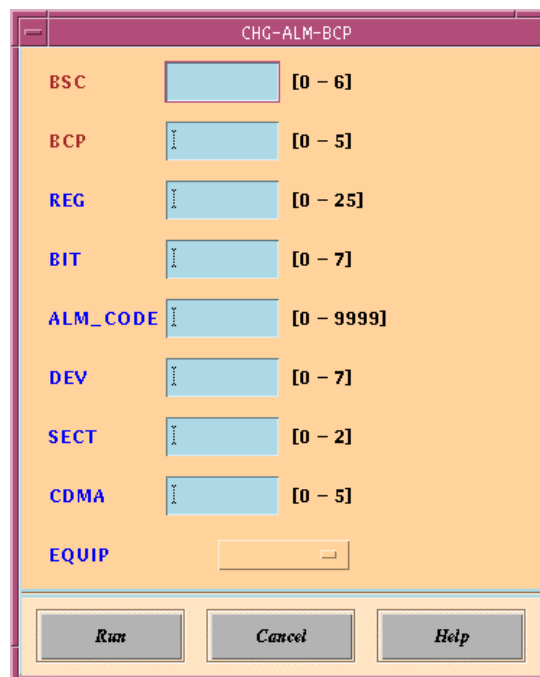 CHG-ALM-BCP
BSC [0 – 6]
BCP [0 – 5]
REG [0 – 25]
BIT [0 – 7]
ALM_CODE [0 – 9999]
DEV [0 – 7]
SECT [0 – 2]
CDMA [0 – 5]
EQUIP
Run Cancel Help